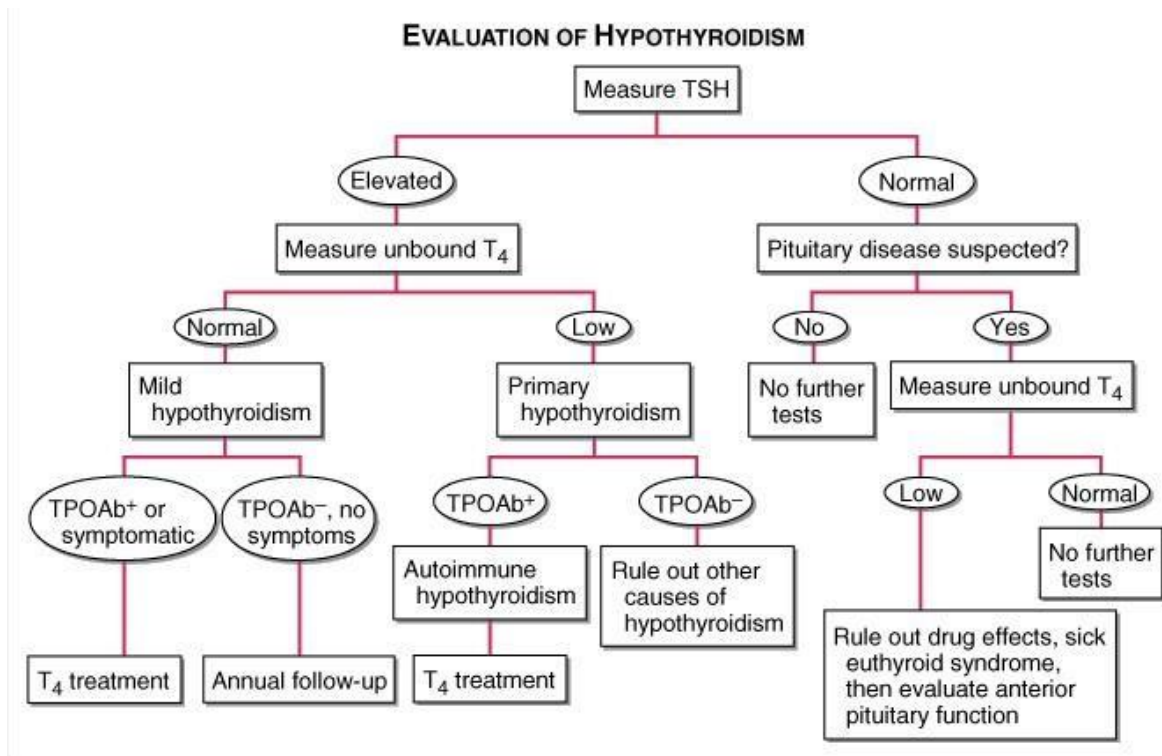 EVALUATION OF HYPOTHYROIDISM
Measure TSH
Elevated
Normal
Measure unbound T4
Pituitary disease suspected?
Normal
Low
No
Yes
Mild
hypothyroidism
Primary
hypothyroidism
No further
tests
Measure unbound T4
TPOAb+ or
symptomatic
TPOAb–, no
symptoms
TPOAb+
TPOAb–
Low
Normal
Autoimmune
hypothyroidism
Rule out other
causes of
hypothyroidism
No further
tests
T4 treatment
Annual follow-up
T4 treatment
Rule out drug effects, sick
euthyroid syndrome,
then evaluate anterior
pituitary function